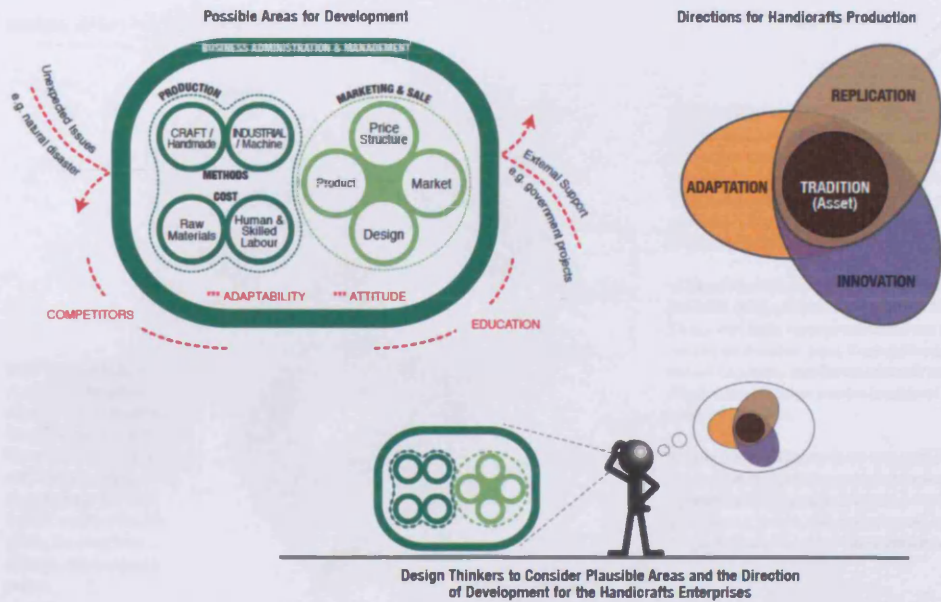 Possible Areas for Development
BUSINESS ADMINISTRATION & MANAGEMENT
Unexpected Issues
e.g. natural disaster
PRODUCTION
CRAFT /
Handmade
INDUSTRIAL
/ Machine
METHODS
COST
Raw
Materials
Human &
Skilled
Labour
MARKETING & SALE
Price
Structure
Product
Market
Design
External Support
e.g. government projects
*** ADAPTABILITY
*** ATTITUDE
COMPETITORS
EDUCATION
Directions for Handicrafts Production
REPLICATION
ADAPTATION
TRADITION
(Asset)
INNOVATION
Design Thinkers to Consider Plausible Areas and the Direction
of Development for the Handicrafts Enterprises